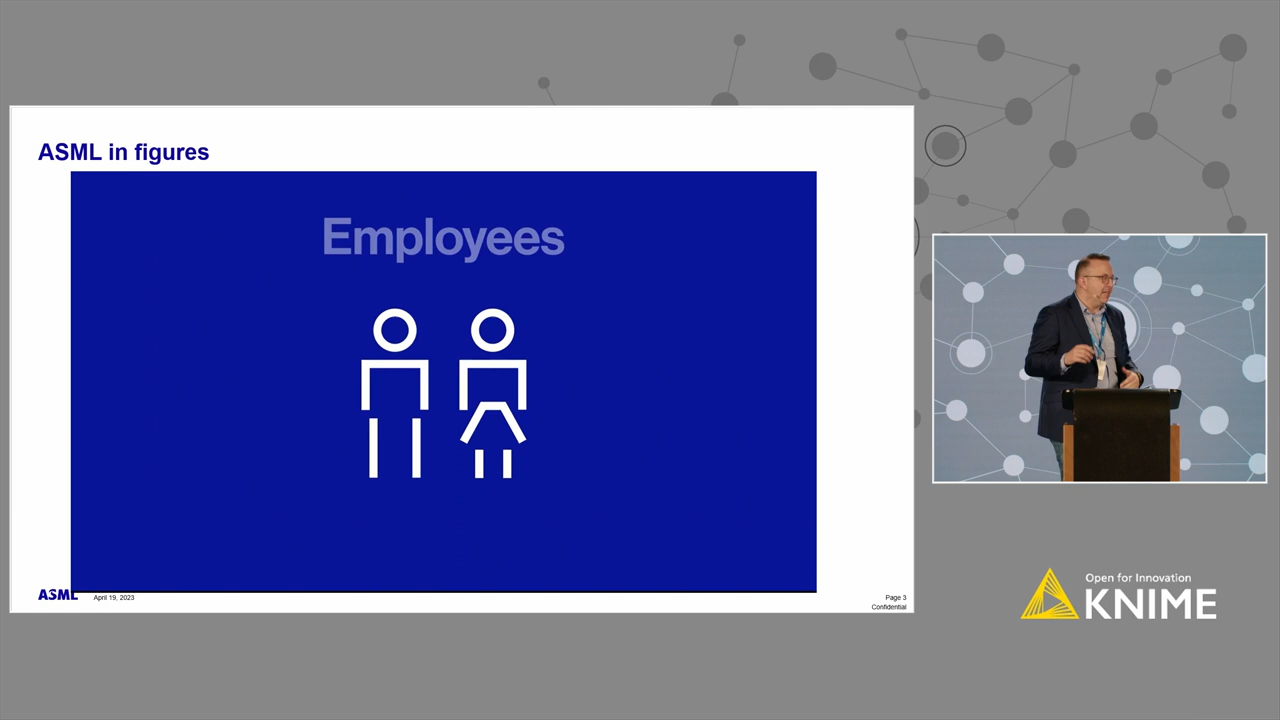 ASML in figures
Employees
ASML
April 19, 2023
Page 3
Confidential
Open for Innovation
KNIME